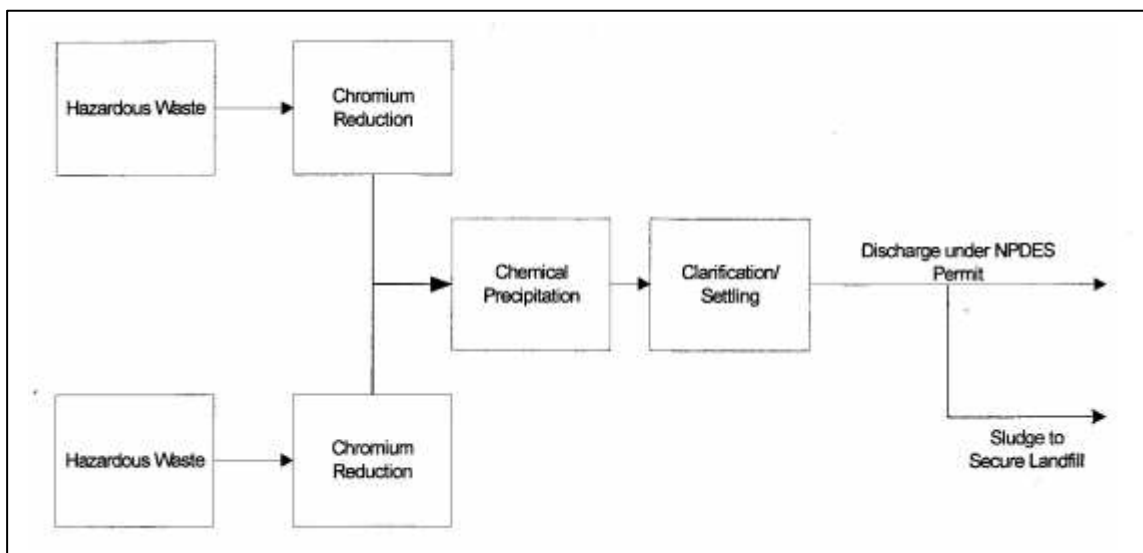 Hazardous Waste
Chromium
Reduction
Chemical
Precipitation
Clarification/
Settling
Discharge under NPDES
Permit
Hazardous Waste
Chromium
Reduction
Sludge to
Secure Landfill